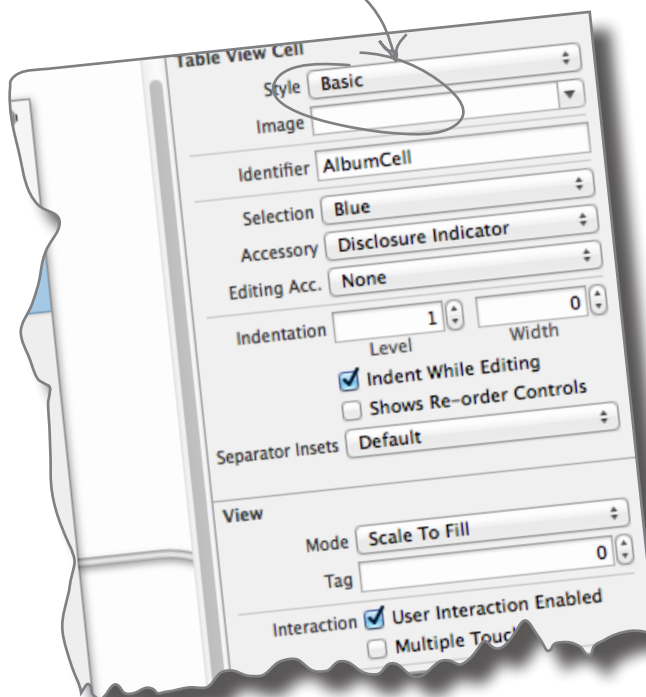 Table View Cell
Style Basic
Image
Identifier AlbumCell
Selection Blue
Accessory Disclosure Indicator
Editing Acc. None
Indentation 1 0
Level Width
Indent While Editing
Shows Re-order Controls
Separator Insets Default
View
Mode Scale To Fill
Tag 0
Interaction User Interaction Enabled
Multiple